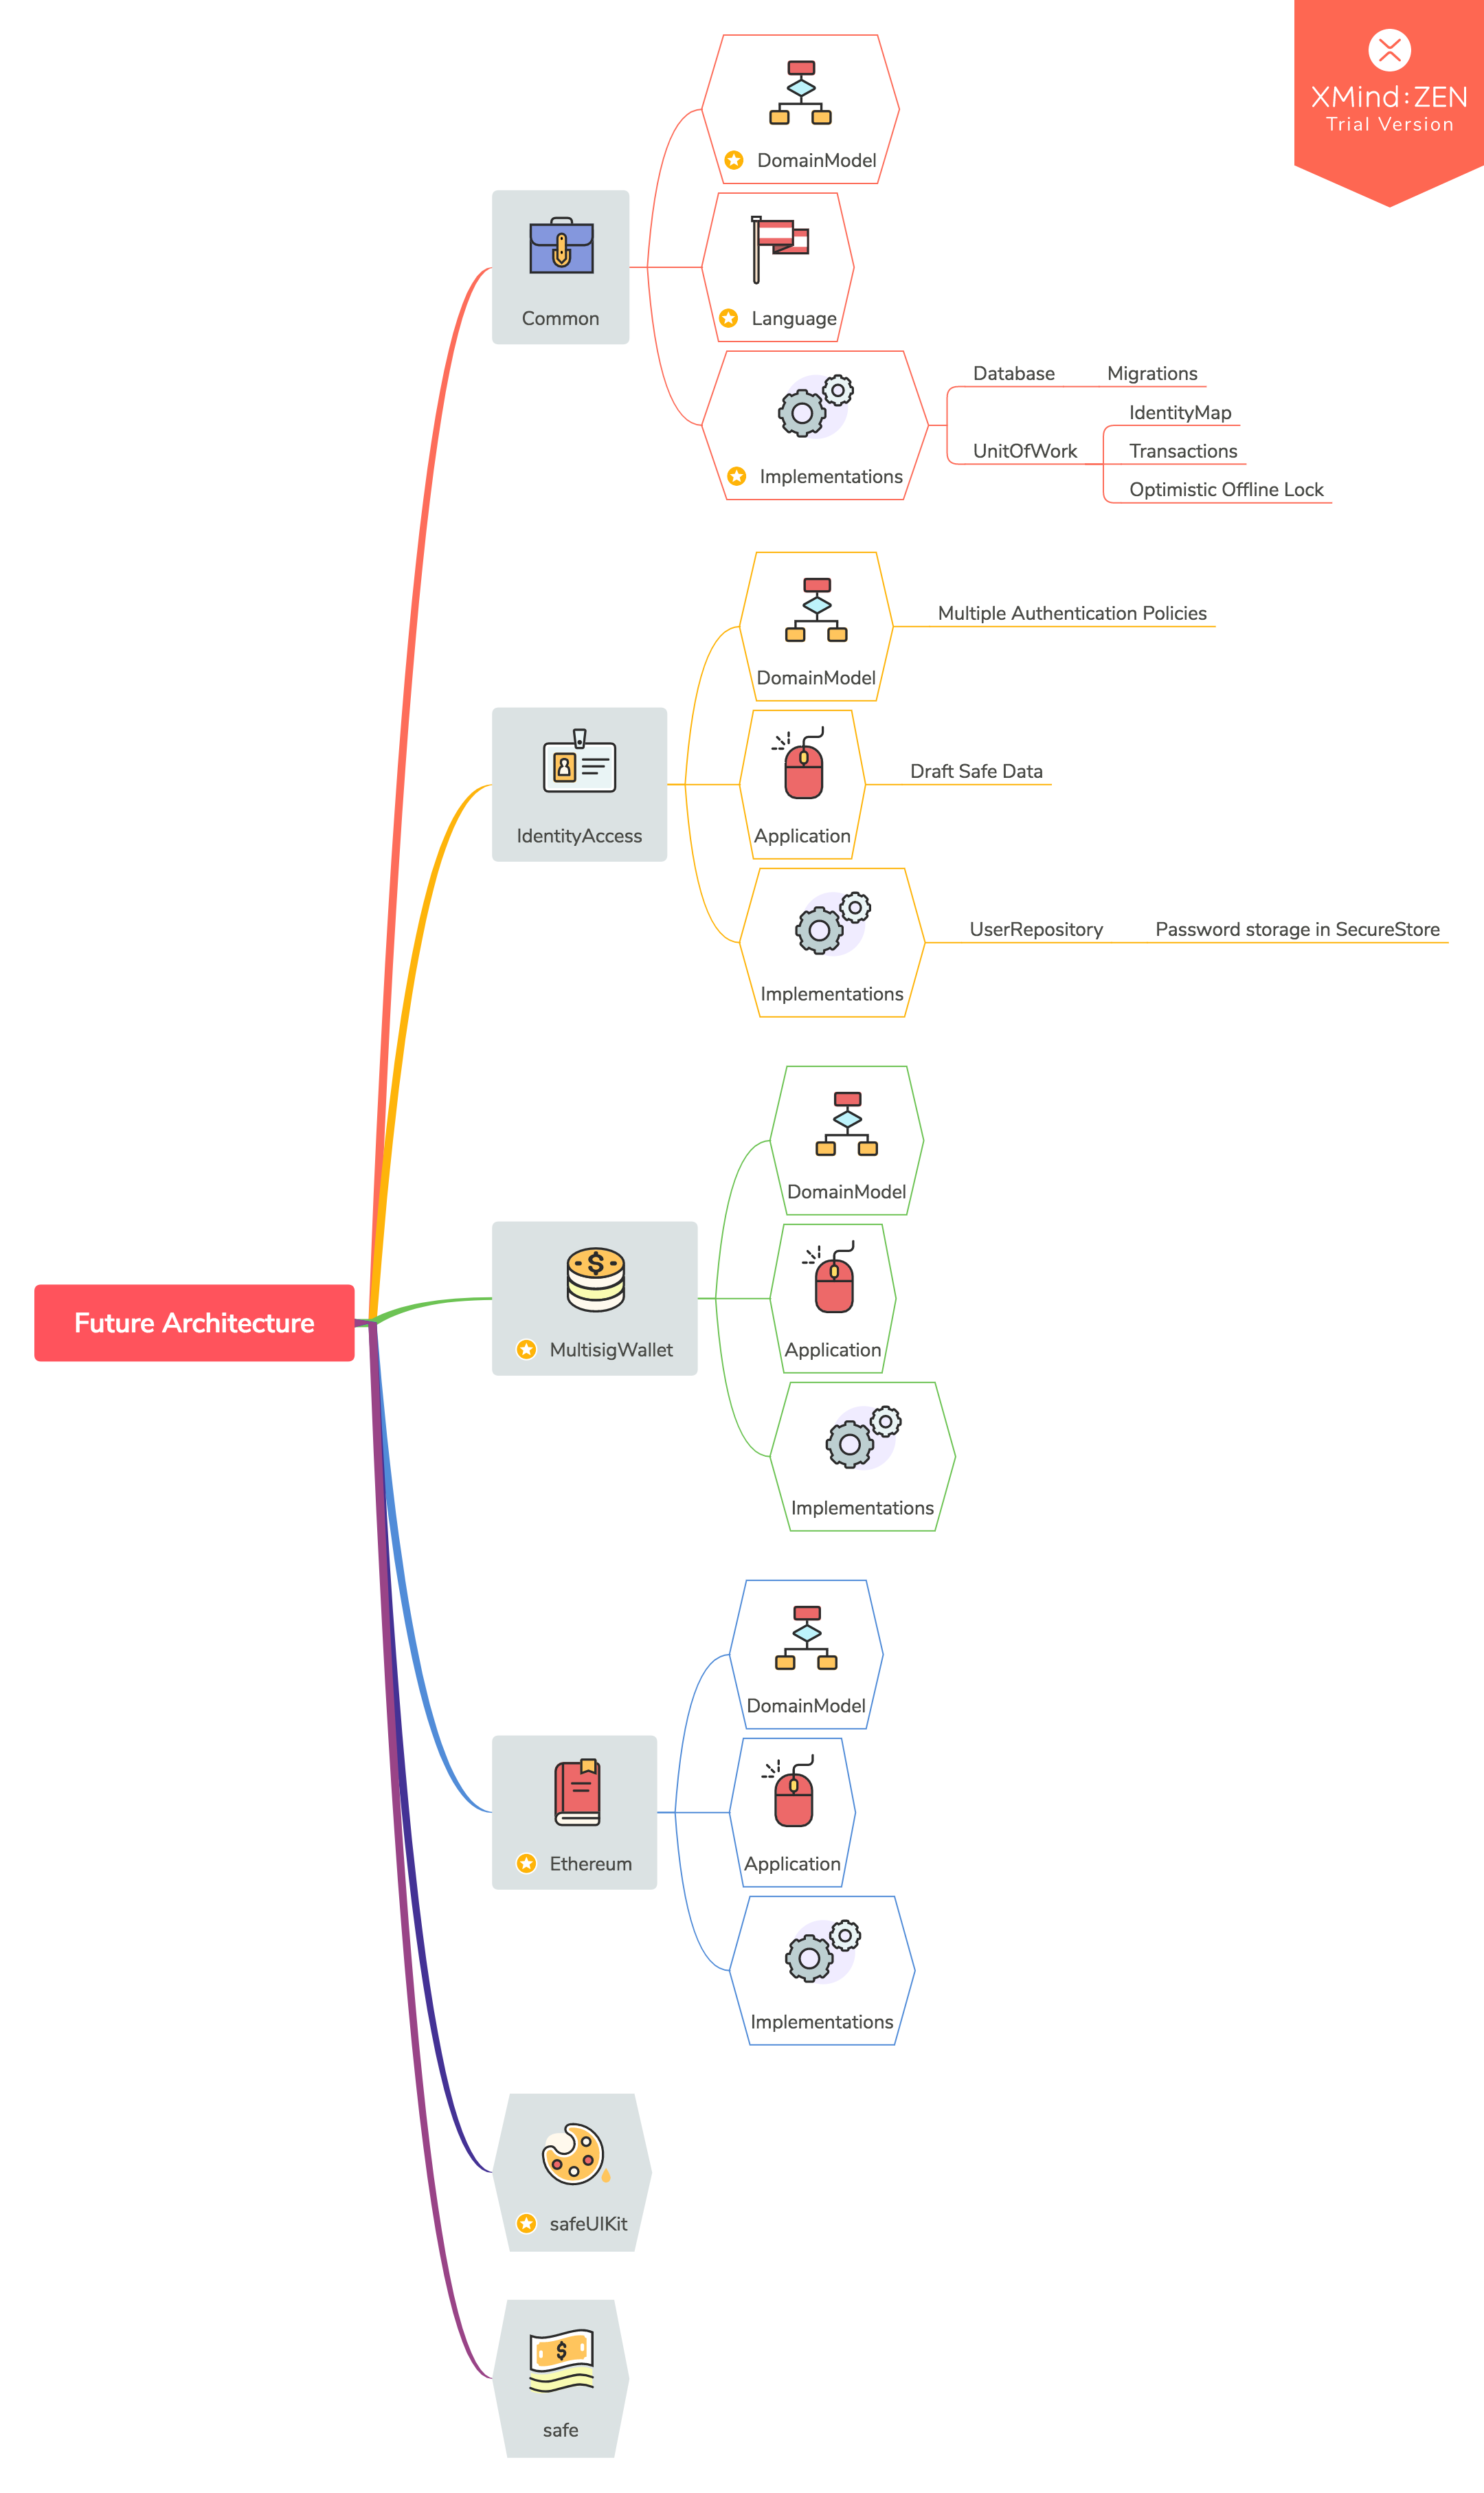 XMind:ZEN
Trial Version
Future Architecture
Common
DomainModel
Language
Implementations
Database
Migrations
UnitOfWork
IdentityMap
Transactions
Optimistic Offline Lock
IdentityAccess
DomainModel
Multiple Authentication Policies
Application
Draft Safe Data
Implementations
UserRepository
Password storage in SecureStore
MultisigWallet
DomainModel
Application
Implementations
Ethereum
DomainModel
Application
Implementations
safeUIKit
safe